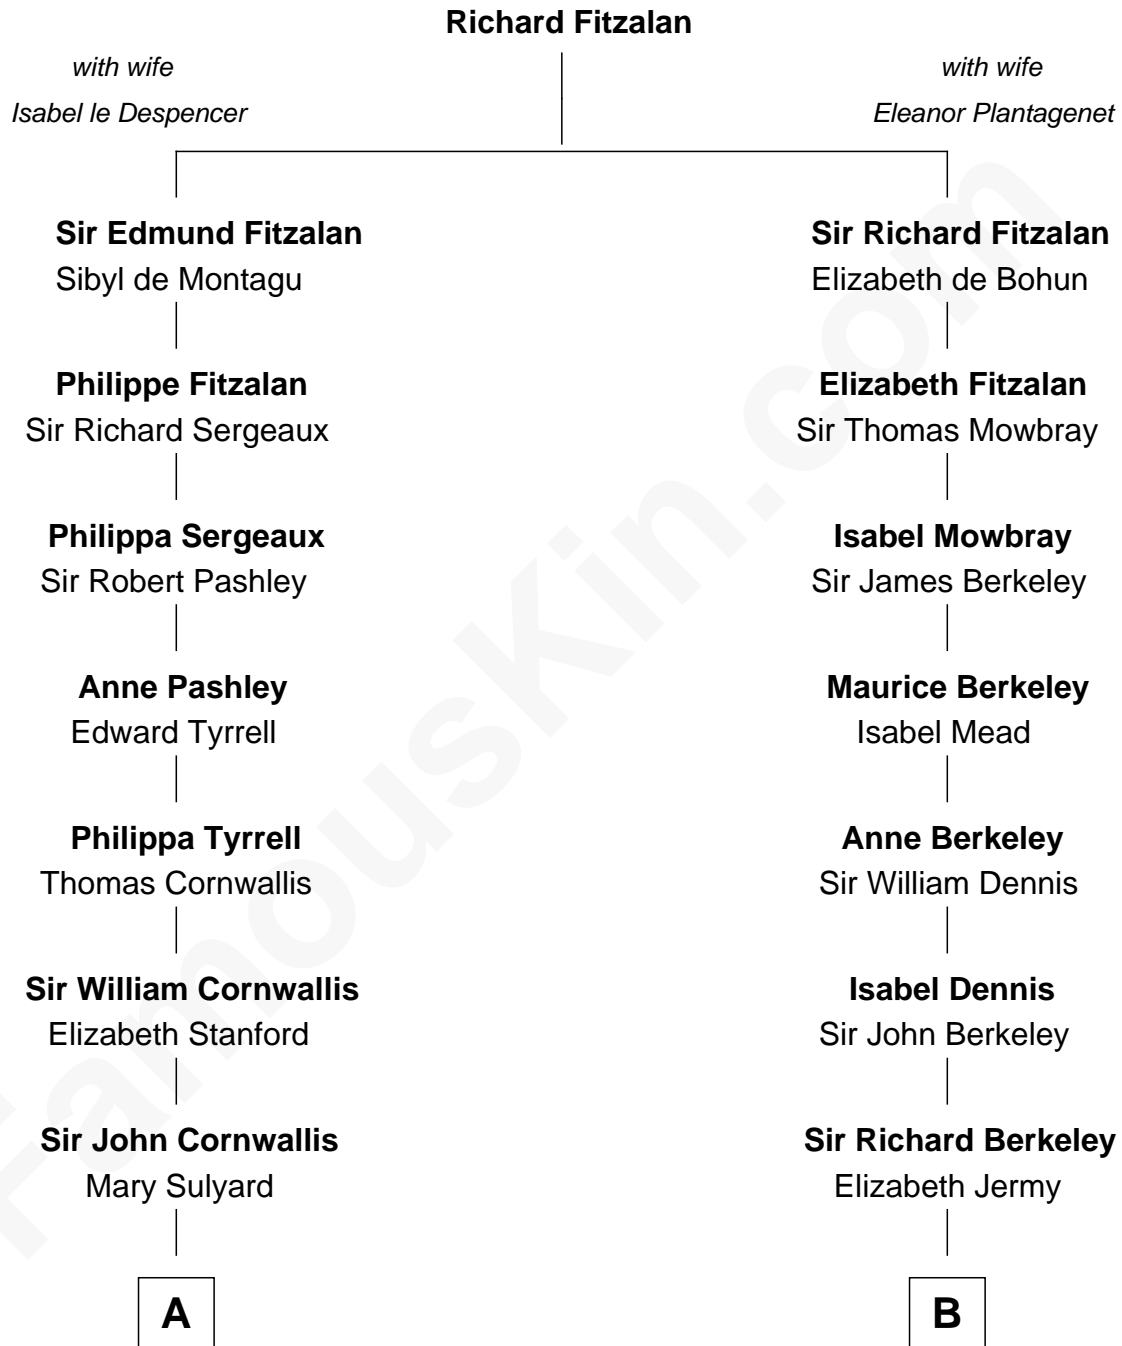 Richard Fitzalan
with wife
Isabel le Despencer
with wife
Eleanor Plantagenet
Sir Edmund Fitzalan
Sibyl de Montagu
Sir Richard Fitzalan
Elizabeth de Bohun
Philippe Fitzalan
Sir Richard Sergeaux
Elizabeth Fitzalan
Sir Thomas Mowbray
Philippa Sergeaux
Sir Robert Pashley
Isabel Mowbray
Sir James Berkeley
Anne Pashley
Edward Tyrrell
Maurice Berkeley
Isabel Mead
Philippa Tyrrell
Thomas Cornwallis
Anne Berkeley
Sir William Dennis
Sir William Cornwallis
Elizabeth Stanford
Isabel Dennis
Sir John Berkeley
Sir John Cornwallis
Mary Sulyard
Sir Richard Berkeley
Elizabeth Jermy
A
B
FamousKin.com